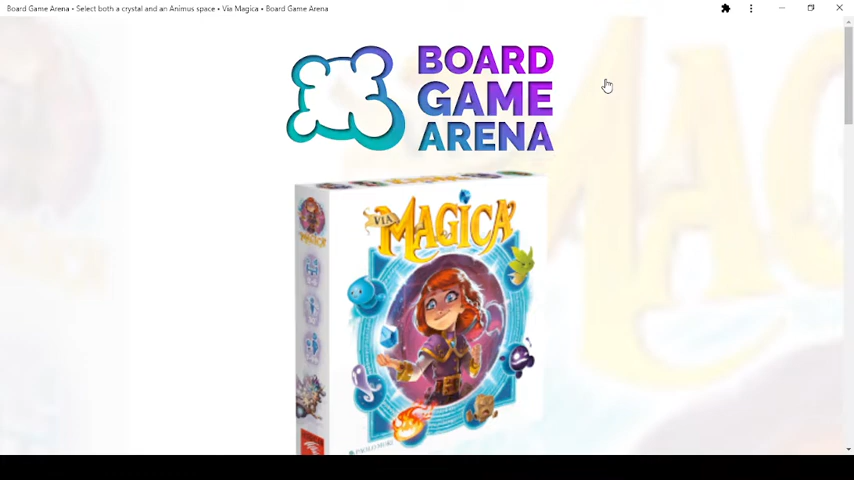 Board Game Arena • Select both a crystal and an Animus space • Via Magica • Board Game Arena
BOARD
GAME
ARENA
VIA
MAGICA